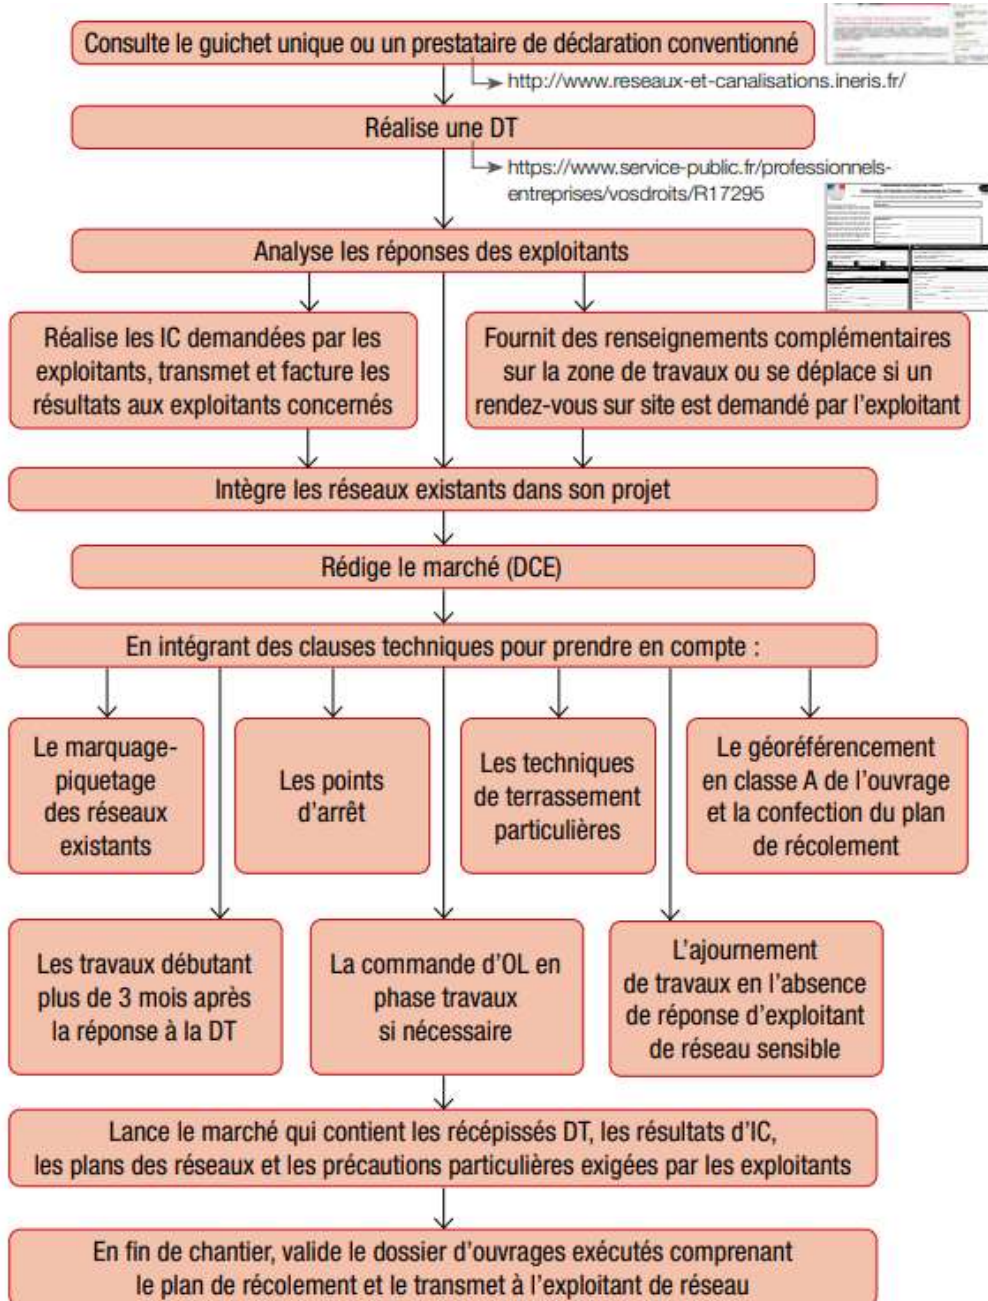 Consulte le guichet unique ou un prestataire de déclaration conventionné
http://www.reseaux-et-canalisations.ineris.fr/
Réalise une DT
https://www.service-public.fr/professionnels-
entreprises/vosdroits/R17295
Analyse les réponses des exploitants
Réalise les IC demandées par les
exploitants, transmet et facture les
résultats aux exploitants concernés
Fournit des renseignements complémentaires
sur la zone de travaux ou se déplace si un
rendez-vous sur site est demandé par l'exploitant
Intègre les réseaux existants dans son projet
Rédige le marché (DCE)
En intégrant des clauses techniques pour prendre en compte :
Le marquage-
piquetage
des réseaux
existants
Les points
d'arrêt
Les techniques
de terrassement
particulières
Le géoréférencement
en classe A de l'ouvrage
et la confection du plan
de récolement
Les travaux débutant
plus de 3 mois après
la réponse à la DT
La commande d'OL en
phase travaux
si nécessaire
L'ajournement
de travaux en l'absence
de réponse d'exploitant
de réseau sensible
Lance le marché qui contient les récépissés DT, les résultats d'IC,
les plans des réseaux et les précautions particulières exigées par les exploitants
En fin de chantier, valide le dossier d'ouvrages exécutés comprenant
le plan de récolement et le transmet à l'exploitant de réseau